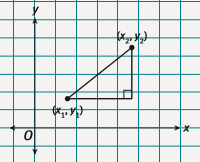 y
(x₂, y₂)
(x₁, y₁)
O
x